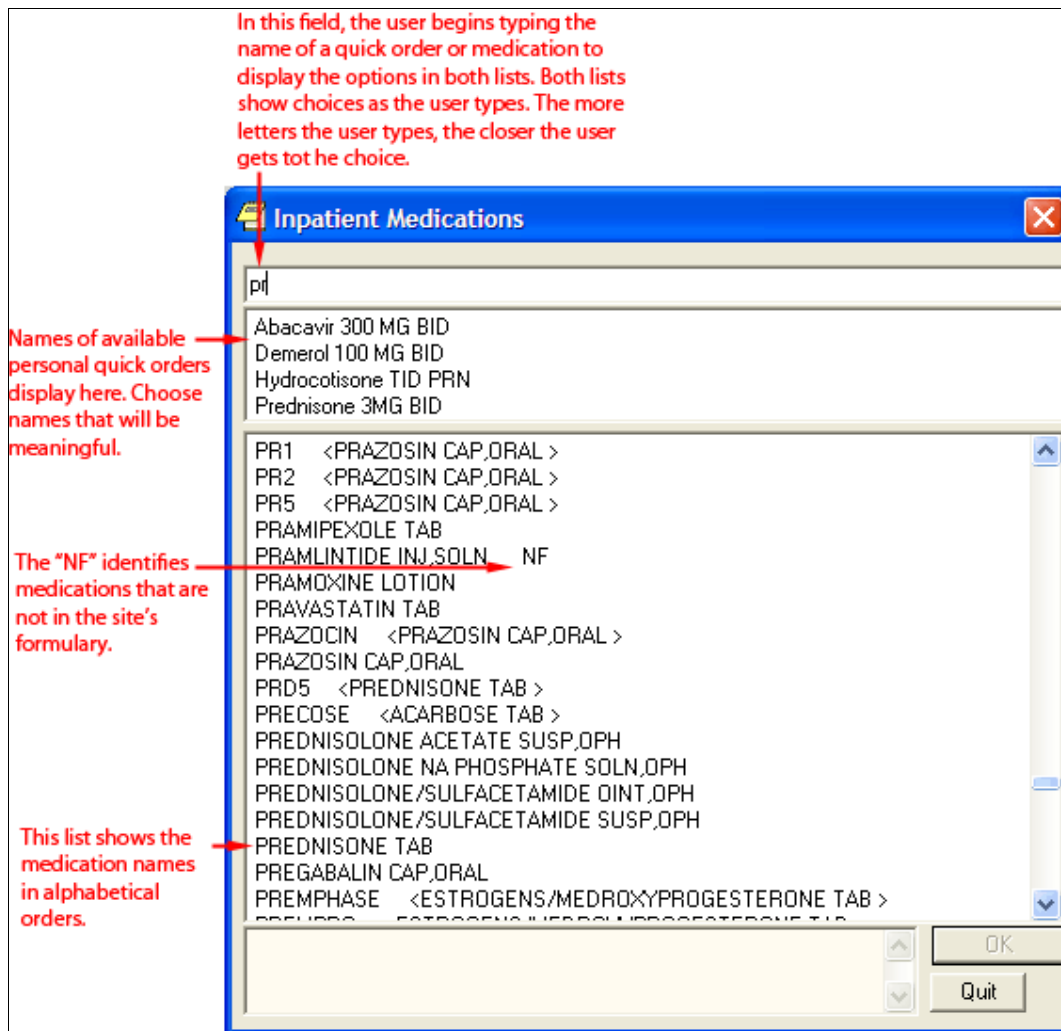 In this field, the user begins typing the
name of a quick order or medication to
display the options in both lists. Both lists
show choices as the user types. The more
letters the user types, the closer the user
gets tot he choice.
Inpatient Medications
pr
Names of available
personal quick orders
display here. Choose
names that will be
meaningful.
Abacavir 300 MG BID
Demerol 100 MG BID
Hydrocotisone TID PRN
Prednisone 3MG BID
PR1 <PRAZOSIN CAP,ORAL >
PR2 <PRAZOSIN CAP,ORAL >
PR5 <PRAZOSIN CAP,ORAL >
PRAMIPEXOLE TAB
PRAMLINTIDE INJ,SOLN NF
PRAMOXINE LOTION
PRAVASTATIN TAB
PRAZOCIN <PRAZOSIN CAP,ORAL >
PRAZOSIN CAP,ORAL
PRD5 <PREDNISONE TAB >
PRECOSE <ACARBOSE TAB >
PREDNISOLONE ACETATE SUSP,OPH
PREDNISOLONE NA PHOSPHATE SOLN,OPH
PREDNISOLONE/SULFACETAMIDE OINT,OPH
PREDNISOLONE/SULFACETAMIDE SUSP,OPH
PREDNISONE TAB
PREGABALIN CAP,ORAL
PREMPHASE <ESTROGENS/MEDROXYPROGESTERONE TAB >
The "NF" identifies
medications that are
not in the site's
formulary.
This list shows the
medication names
in alphabetical
orders.
OK
Quit